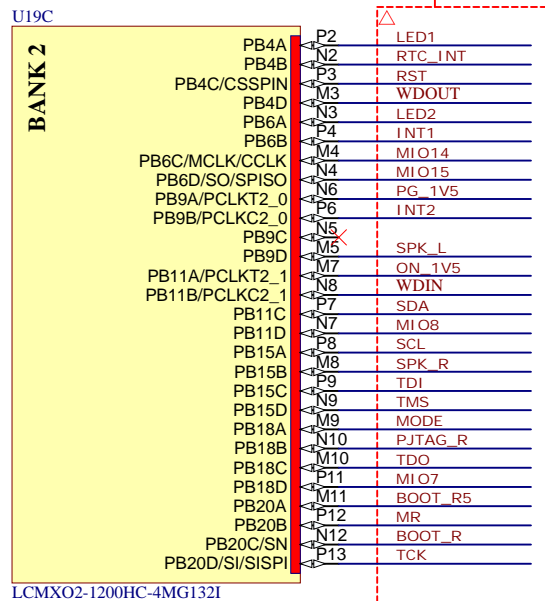 U19C
BANK 2
PB4A P2 LED1
PB4B N2 RTC_INT
PB4C/CSSPIN P3 RST
PB4D M3 WDOUT
PB6A N3 LED2
PB6B P4 INT1
PB6C/MCLK/CCLK M4 MIO14
PB6D/SO/SPISO N4 MIO15
PB9A/PCLKT2_0 N6 PG_1V5
PB9B/PCLKC2_0 P6 INT2
PB9C N5
PB9D M5 SPK_L
PB11A/PCLKT2_1 M7 ON_1V5
PB11B/PCLKC2_1 N8 WDIN
PB11C P7 SDA
PB11D N7 MIO8
PB15A P8 SCL
PB15B M8 SPK_R
PB15C P9 TDI
PB15D N9 TMS
PB18A M9 MODE
PB18B N10 PJTAG_R
PB18C M10 TDO
PB18D P11 MIO7
PB20A M11 BOOT_R5
PB20B P12 MR
PB20C/SN N12 BOOT_R
PB20D/SI/SISPI P13 TCK
LCMXO2-1200HC-4MG132I